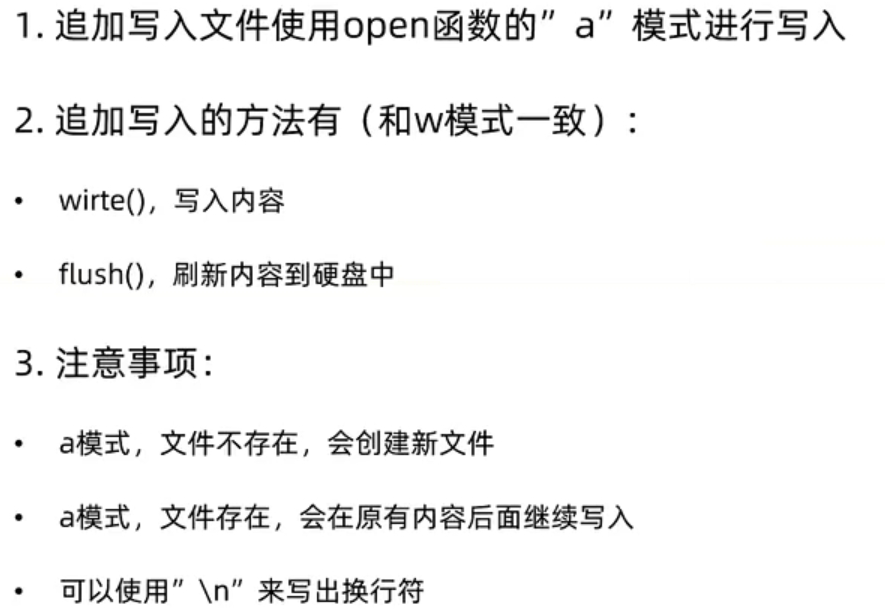 1. 追加写入文件使用open函数的”a”模式进行写入
2. 追加写入的方法有（和w模式一致）：
• wirte()，写入内容
• flush()，刷新内容到硬盘中
3. 注意事项：
• a模式，文件不存在，会创建新文件
• a模式，文件存在，会在原有内容后面继续写入
• 可以使用”\n”来写出换行符